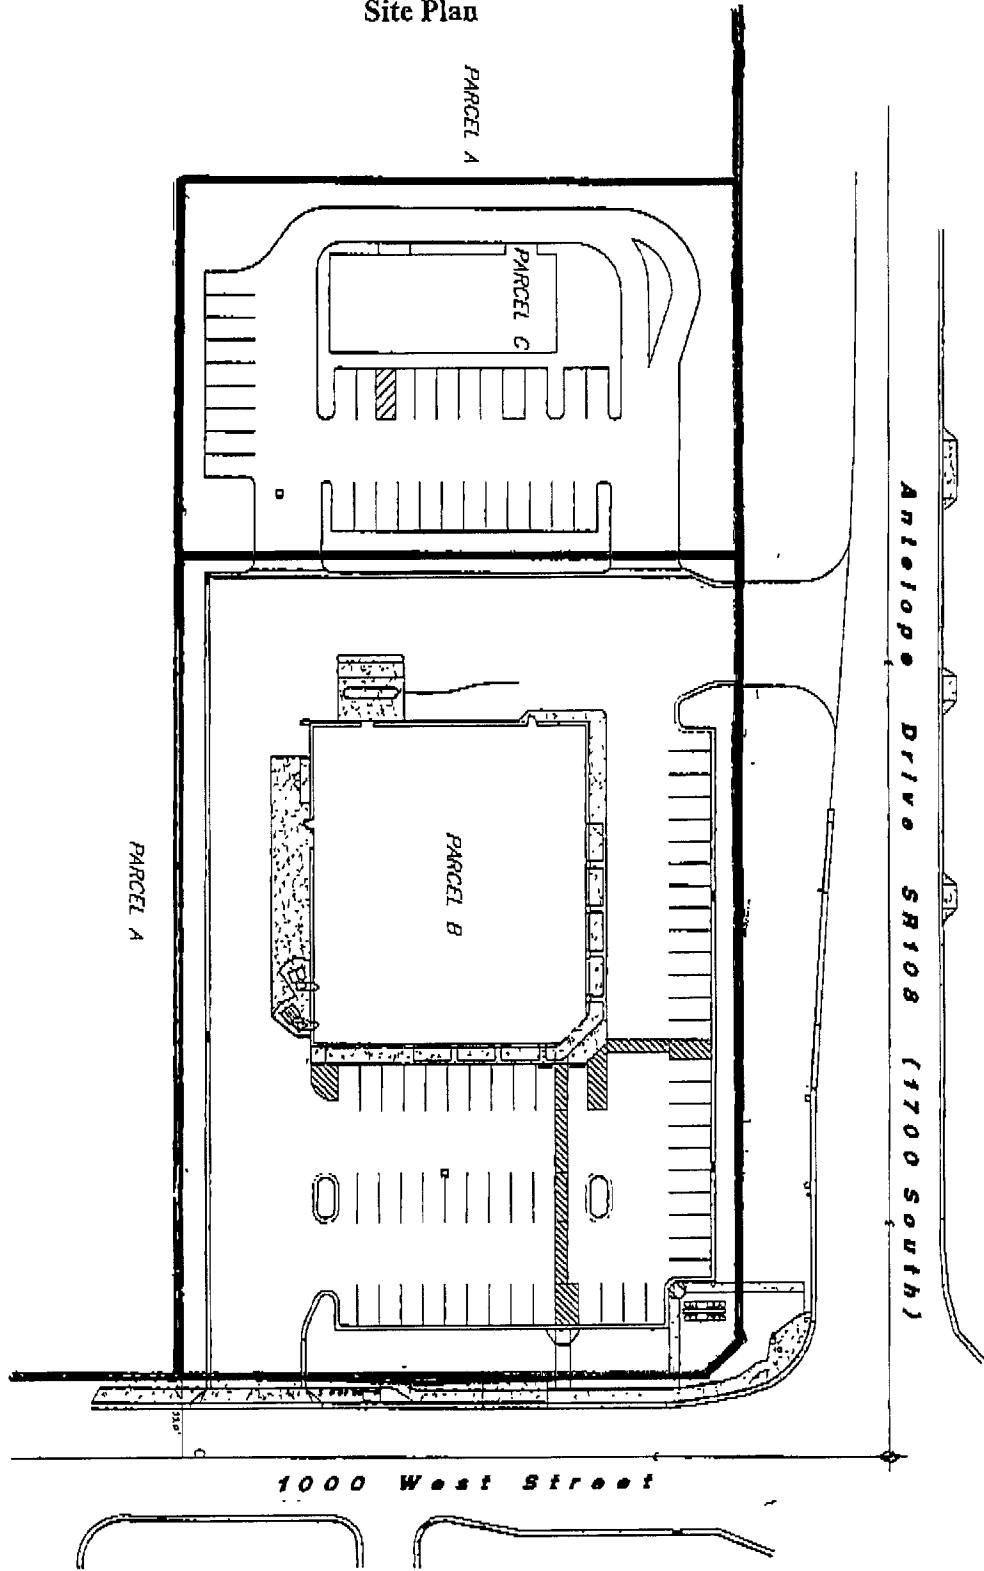 Site Plan
PARCEL A
PARCEL C
Antelope Drive SR108 (1700 South)
PARCEL B
PARCEL A
1000 West Street